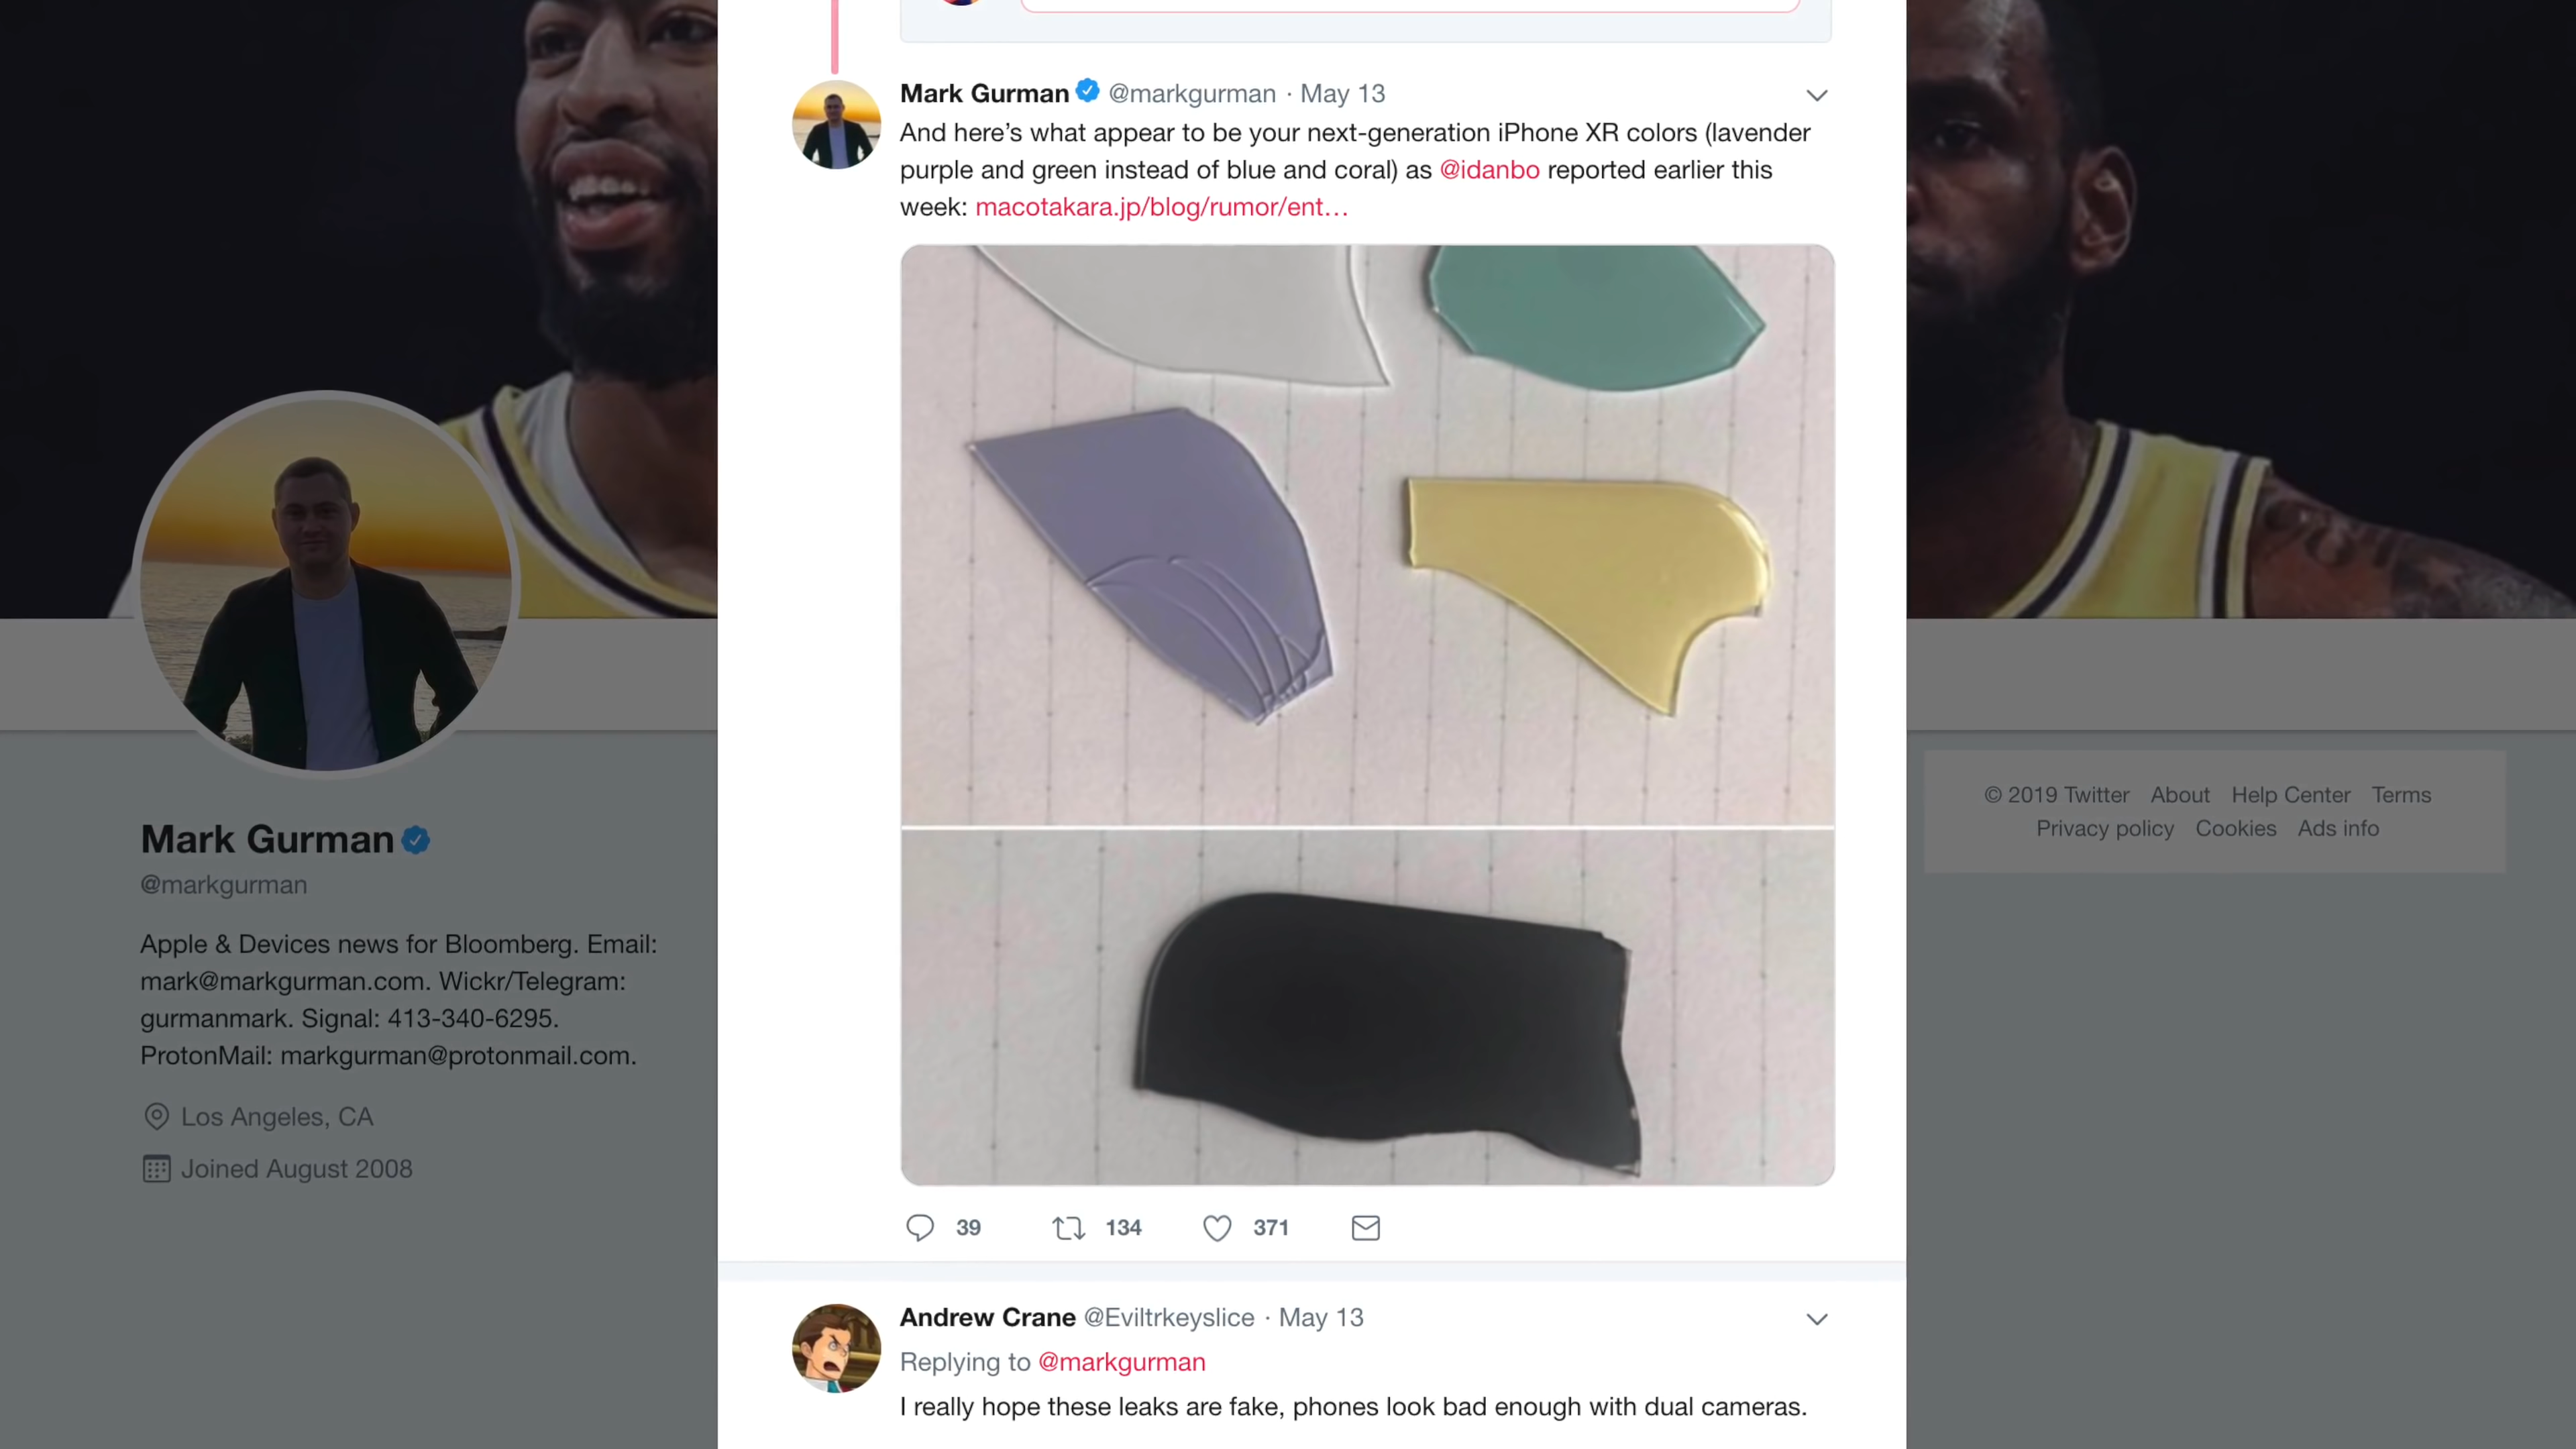 Mark Gurman @markgurman · May 13
And here's what appear to be your next-generation iPhone XR colors (lavender
purple and green instead of blue and coral) as @idanbo reported earlier this
week: macotakara.jp/blog/rumor/ent…
39 134 371
Andrew Crane @Eviltrkeyslice · May 13
Replying to @markgurman
I really hope these leaks are fake, phones look bad enough with dual cameras.
Mark Gurman
@markgurman
Apple & Devices news for Bloomberg. Email:
mark@markgurman.com. Wickr/Telegram:
gurmanmark. Signal: 413-340-6295.
ProtonMail: markgurman@protonmail.com.
Los Angeles, CA
Joined August 2008
© 2019 Twitter About Help Center Terms
Privacy policy Cookies Ads info